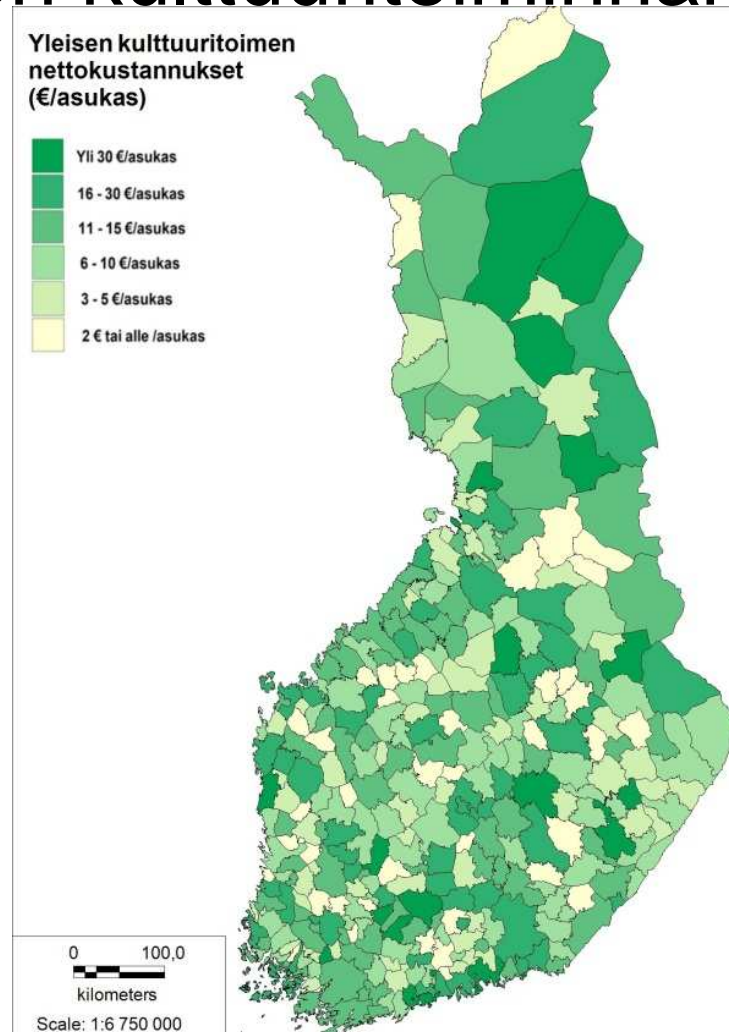 n kulttuuritoiminnan
Yleisen kulttuuritoimen
nettokustannukset
(€/asukas)
Yli 30 €/asukas
16 - 30 €/asukas
11 - 15 €/asukas
6 - 10 €/asukas
3 - 5 €/asukas
2 € tai alle /asukas
0 100,0
kilometers
Scale: 1:6 750 000